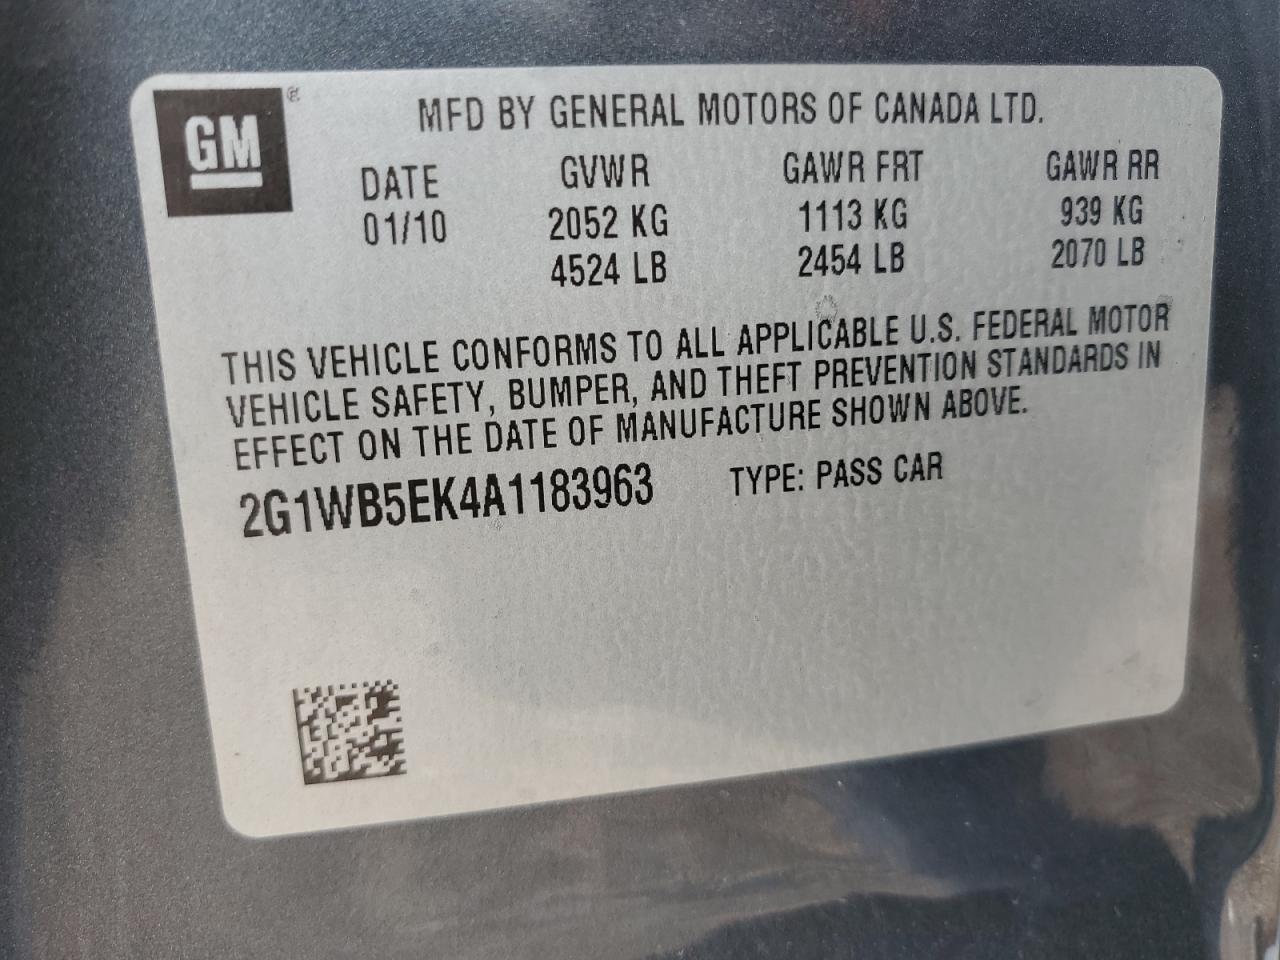 GM ®
MFD BY GENERAL MOTORS OF CANADA LTD.
DATE GVWR GAWR FRT GAWR RR
01/10 2052 KG 1113 KG 939 KG
4524 LB 2454 LB 2070 LB
THIS VEHICLE CONFORMS TO ALL APPLICABLE U.S. FEDERAL MOTOR
VEHICLE SAFETY, BUMPER, AND THEFT PREVENTION STANDARDS IN
EFFECT ON THE DATE OF MANUFACTURE SHOWN ABOVE.
2G1WB5EK4A1183963 TYPE: PASS CAR